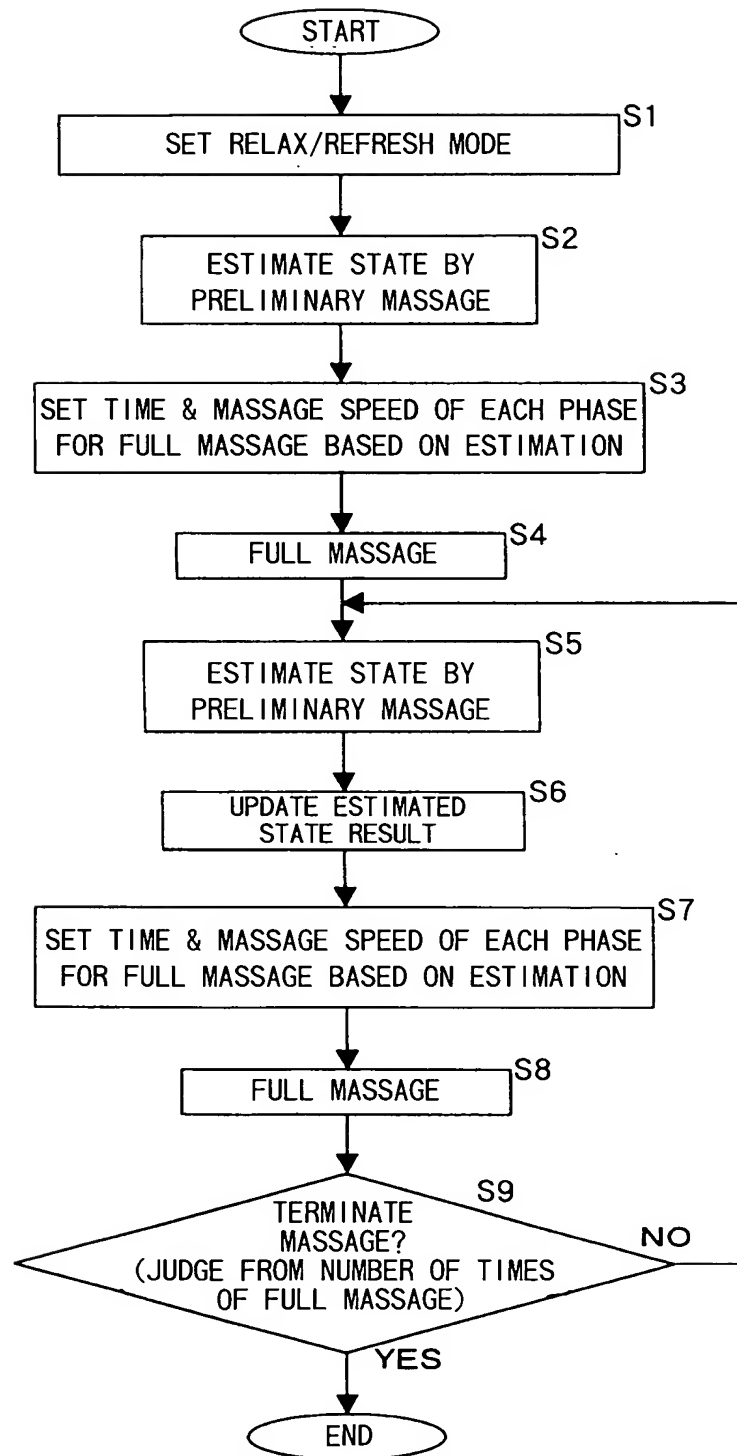 START
S1
SET RELAX/REFRESH MODE
S2
ESTIMATE STATE BY
PRELIMINARY MASSAGE
S3
SET TIME & MASSAGE SPEED OF EACH PHASE
FOR FULL MASSAGE BASED ON ESTIMATION
S4
FULL MASSAGE
S5
ESTIMATE STATE BY
PRELIMINARY MASSAGE
S6
UPDATE ESTIMATED
STATE RESULT
S7
SET TIME & MASSAGE SPEED OF EACH PHASE
FOR FULL MASSAGE BASED ON ESTIMATION
S8
FULL MASSAGE
S9
TERMINATE
MASSAGE?
(JUDGE FROM NUMBER OF TIMES
OF FULL MASSAGE)
NO
YES
END